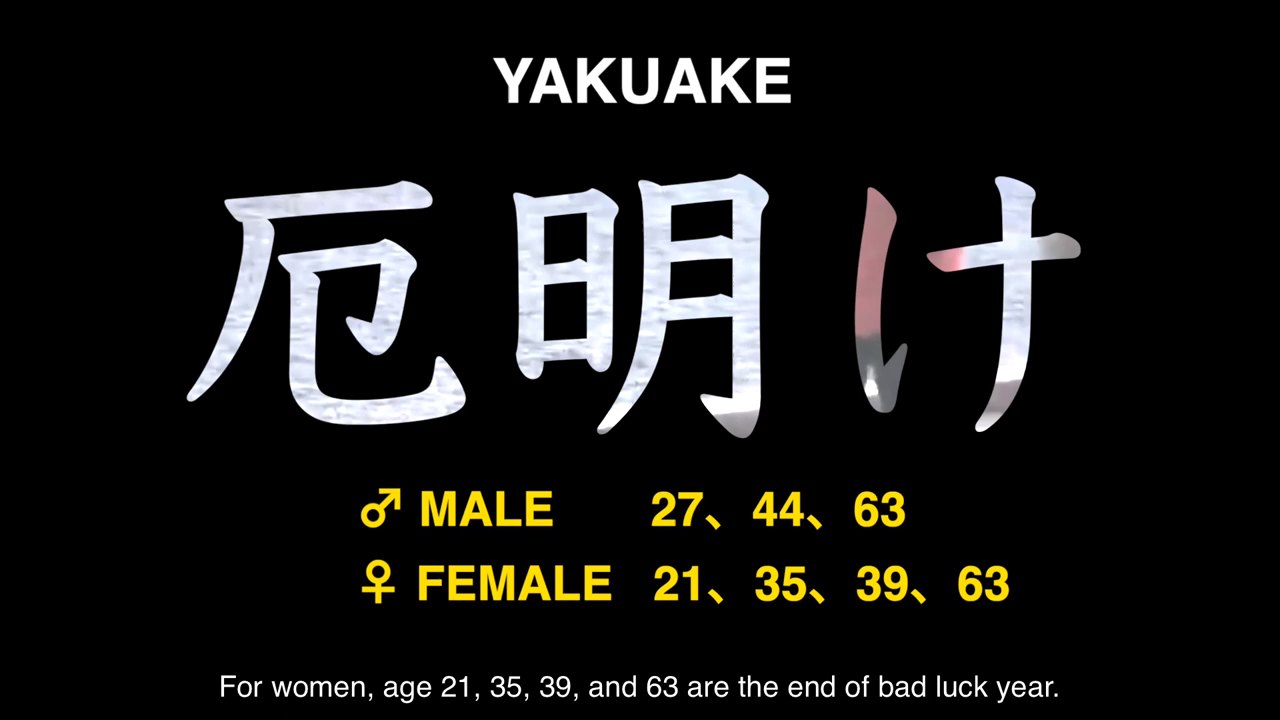 YAKUAKE
厄明け
♂ MALE 27、44、63
♀ FEMALE 21、35、39、63
For women, age 21, 35, 39, and 63 are the end of bad luck year.